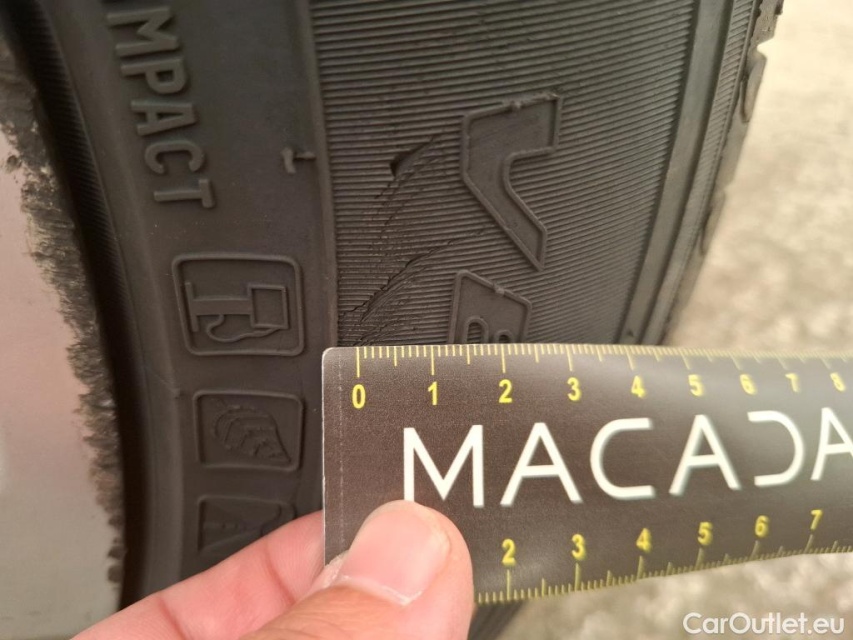 IMPACT
0 1 2 3 4 5 6 7 8
MACADA
2 3 4 5 6 7
CarOutlet.eu